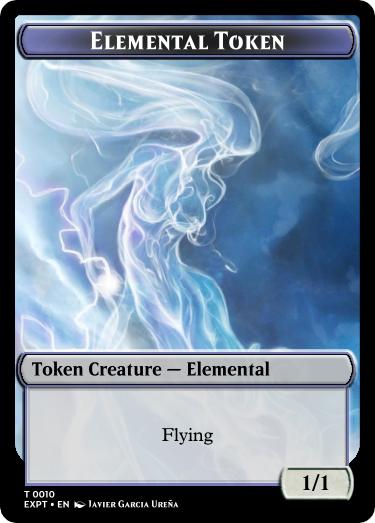 Elemental Token
Token Creature — Elemental
Flying
1/1
T 0010
EXPT • EN Javier Garcia Ureña